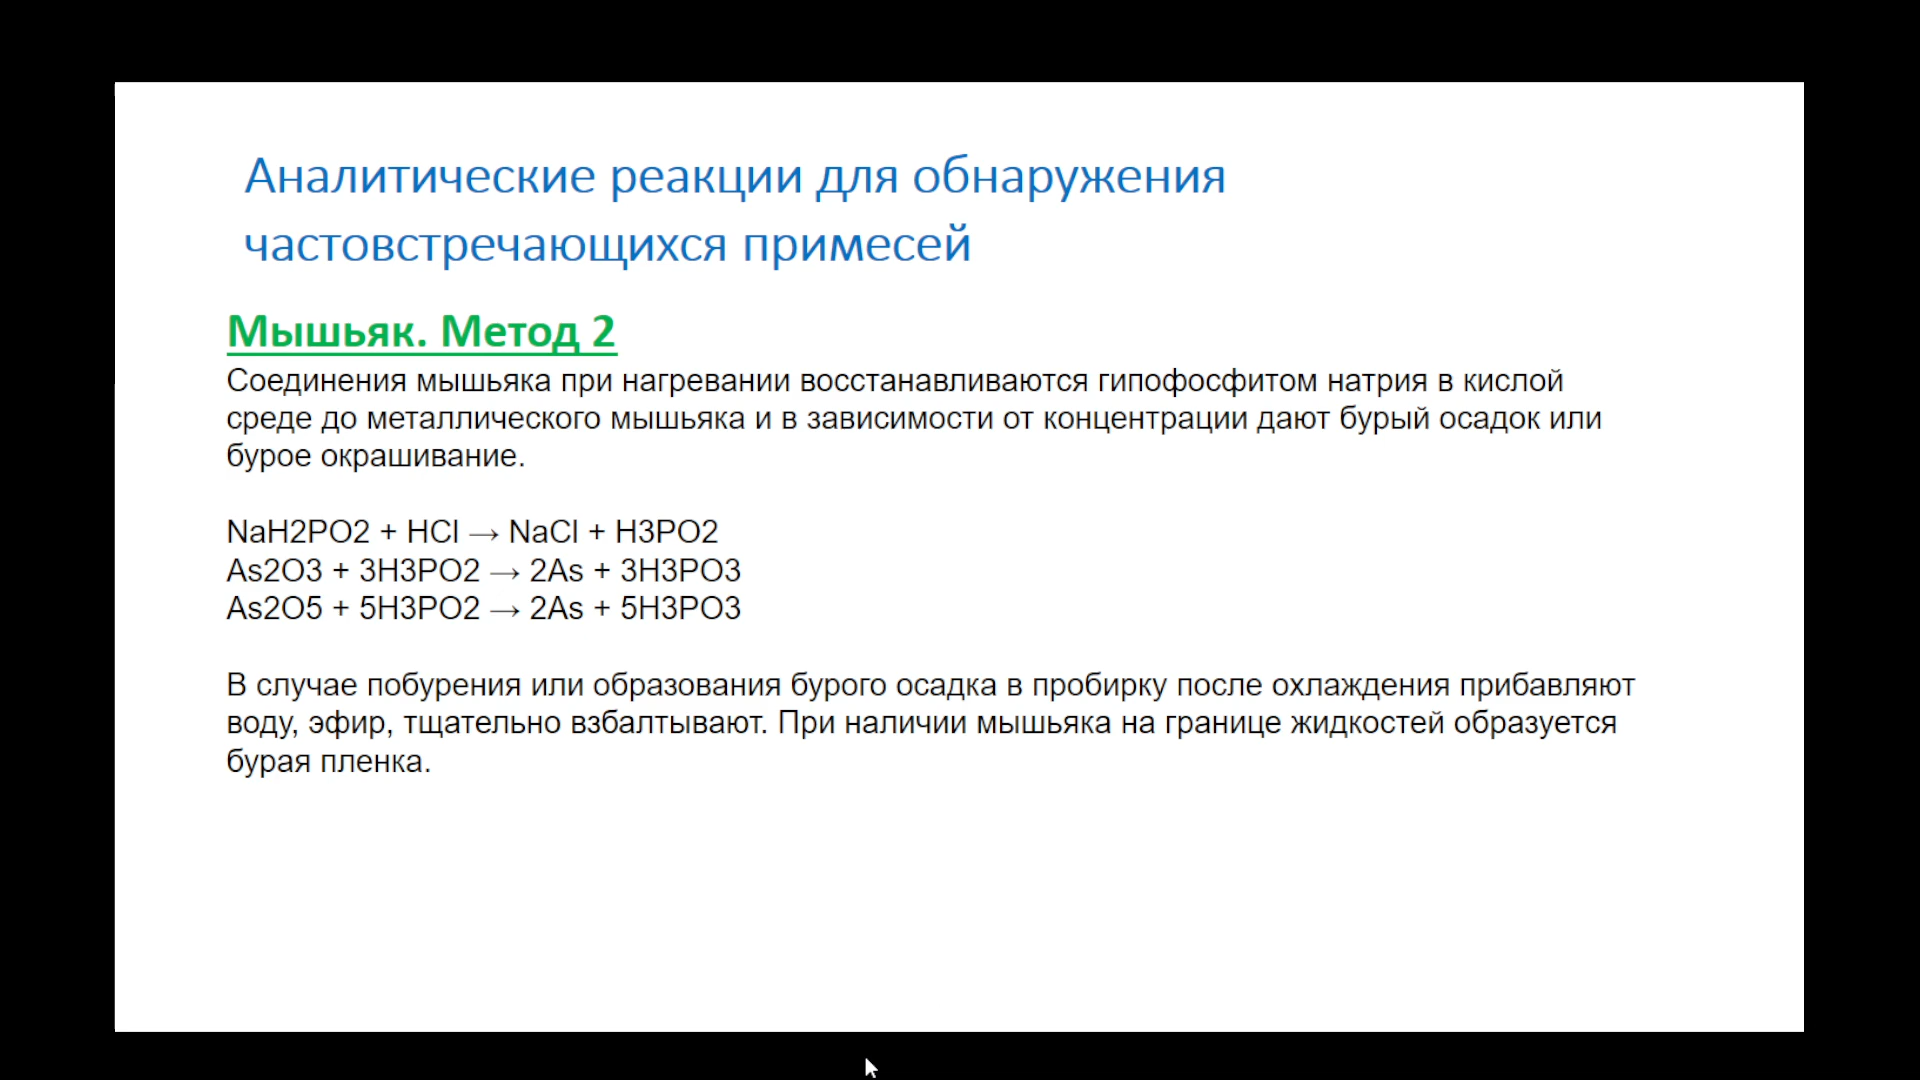 Аналитические реакции для обнаружения
частовстречающихся примесей
Мышьяк. Метод 2
Соединения мышьяка при нагревании восстанавливаются гипофосфитом натрия в кислой
среде до металлического мышьяка и в зависимости от концентрации дают бурый осадок или
бурое окрашивание.
NaH2PO2 + HCl → NaCl + H3PO2
As2O3 + 3H3PO2 → 2As + 3H3PO3
As2O5 + 5H3PO2 → 2As + 5H3PO3
В случае побурения или образования бурого осадка в пробирку после охлаждения прибавляют
воду, эфир, тщательно взбалтывают. При наличии мышьяка на границе жидкостей образуется
бурая пленка.